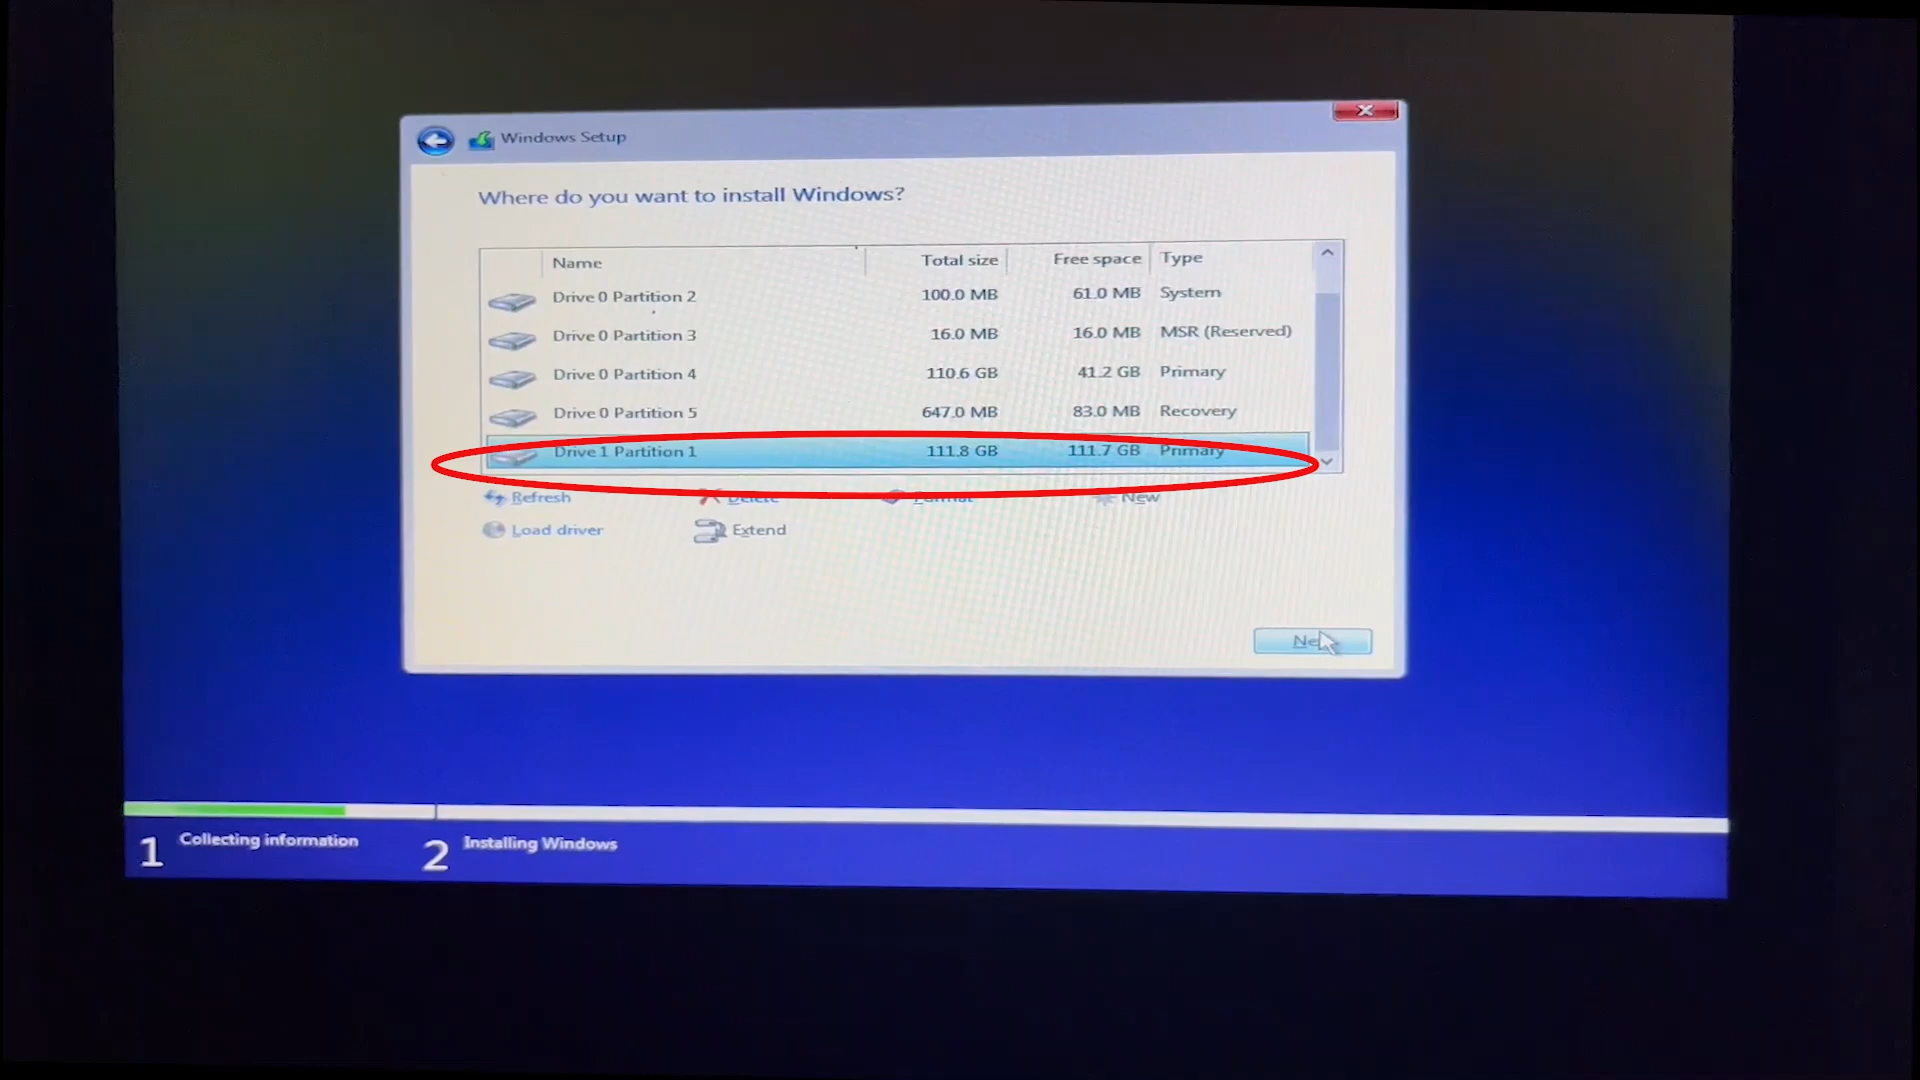 Windows Setup
Where do you want to install Windows?
Name Total size Free space Type
Drive 0 Partition 2 100.0 MB 61.0 MB System
Drive 0 Partition 3 16.0 MB 16.0 MB MSR (Reserved)
Drive 0 Partition 4 110.6 GB 41.2 GB Primary
Drive 0 Partition 5 647.0 MB 83.0 MB Recovery
Drive 1 Partition 1 111.8 GB 111.7 GB Primary
Refresh Delete Format New
Load driver Extend
1 Collecting information 2 Installing Windows